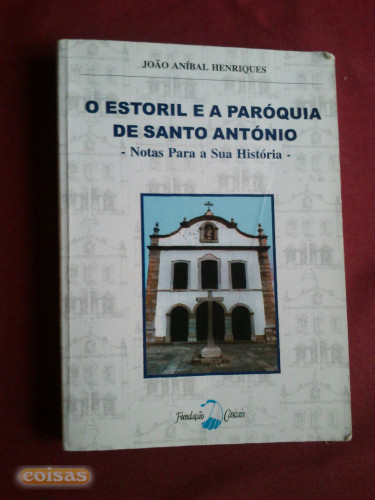 JOÃO ANÍBAL HENRIQUES
O ESTORIL E A PARÓQUIA
DE SANTO ANTÓNIO
- Notas Para a Sua História -
Fundação Cascais
coisas